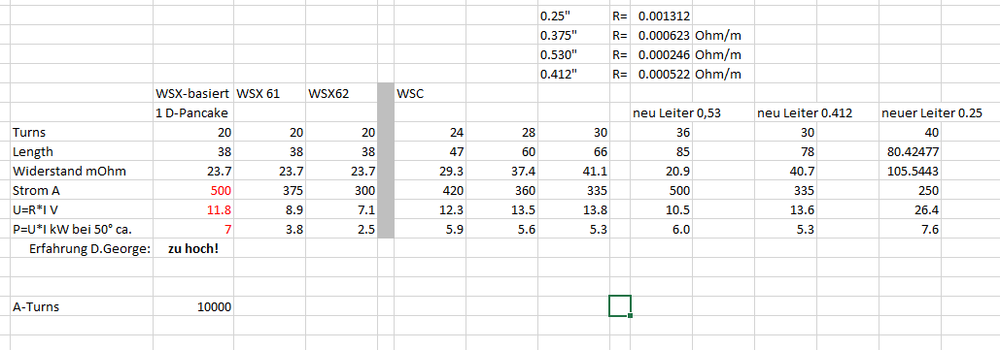 0.25" R= 0.001312
0.375" R= 0.000623 Ohm/m
0.530" R= 0.000246 Ohm/m
0.412" R= 0.000522 Ohm/m
WSX-basiert WSX 61 WSX62 WSC
1 D-Pancake neu Leiter 0,53 neu Leiter 0.412 neuer Leiter 0.25
Turns 20 20 20 24 28 30 36 30 40
Length 38 38 38 47 60 66 85 78 80.42477
Widerstand mOhm 23.7 23.7 23.7 29.3 37.4 41.1 20.9 40.7 105.5443
Strom A 500 375 300 420 360 335 500 335 250
U=R*I V 11.8 8.9 7.1 12.3 13.5 13.8 10.5 13.6 26.4
P=U*I kW bei 50° ca. 7 3.8 2.5 5.9 5.6 5.3 6.0 5.3 7.6
Erfahrung D.George: zu hoch!
A-Turns 10000